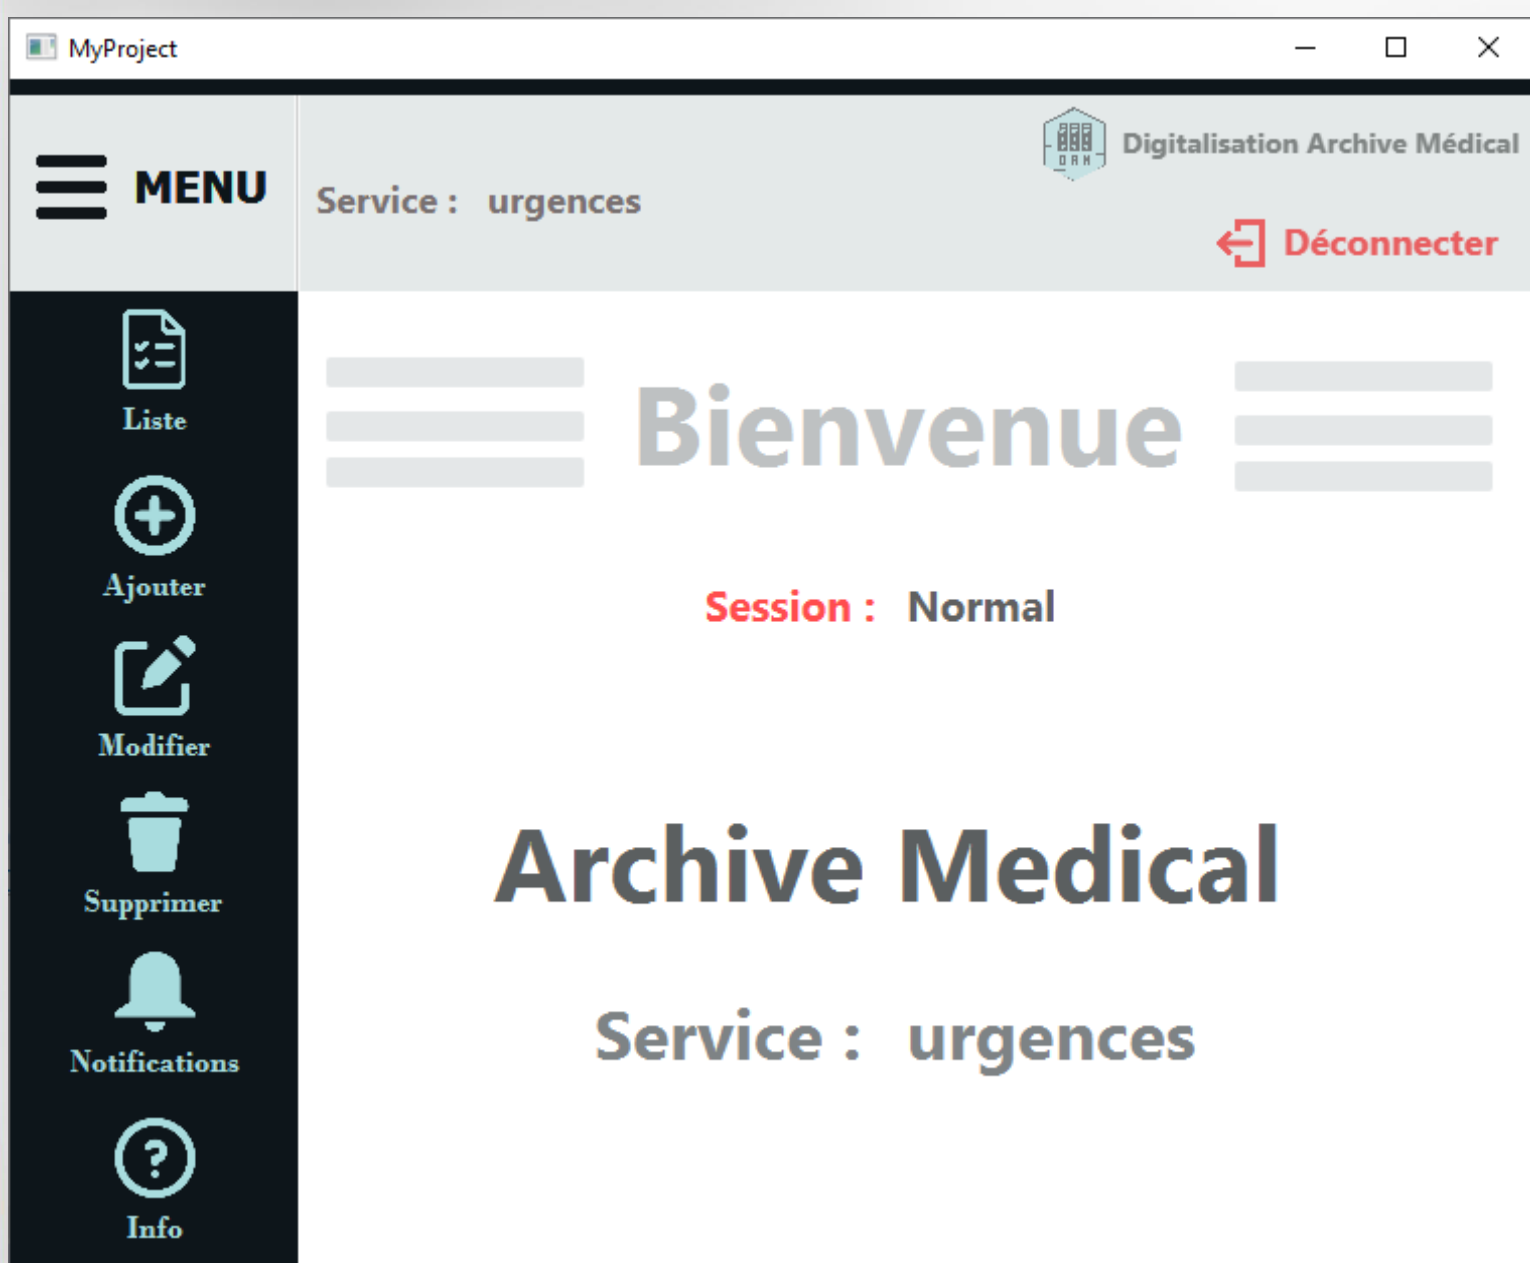 MyProject
MENU
Service : urgences
DAM
Digitalisation Archive Médical
Déconnecter
Liste
Ajouter
Modifier
Supprimer
Notifications
Info
Bienvenue
Session : Normal
Archive Medical
Service : urgences